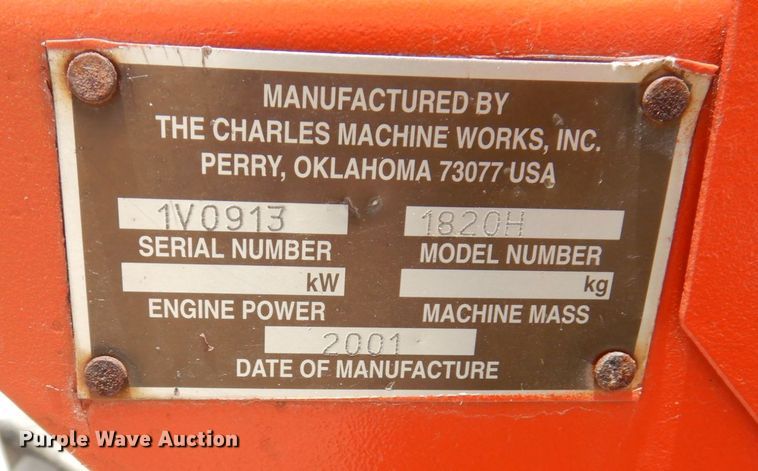 MANUFACTURED BY
THE CHARLES MACHINE WORKS, INC.
PERRY, OKLAHOMA 73077 USA
1V0913 1820H
SERIAL NUMBER MODEL NUMBER
kW kg
ENGINE POWER MACHINE MASS
2001
DATE OF MANUFACTURE
Purple Wave Auction